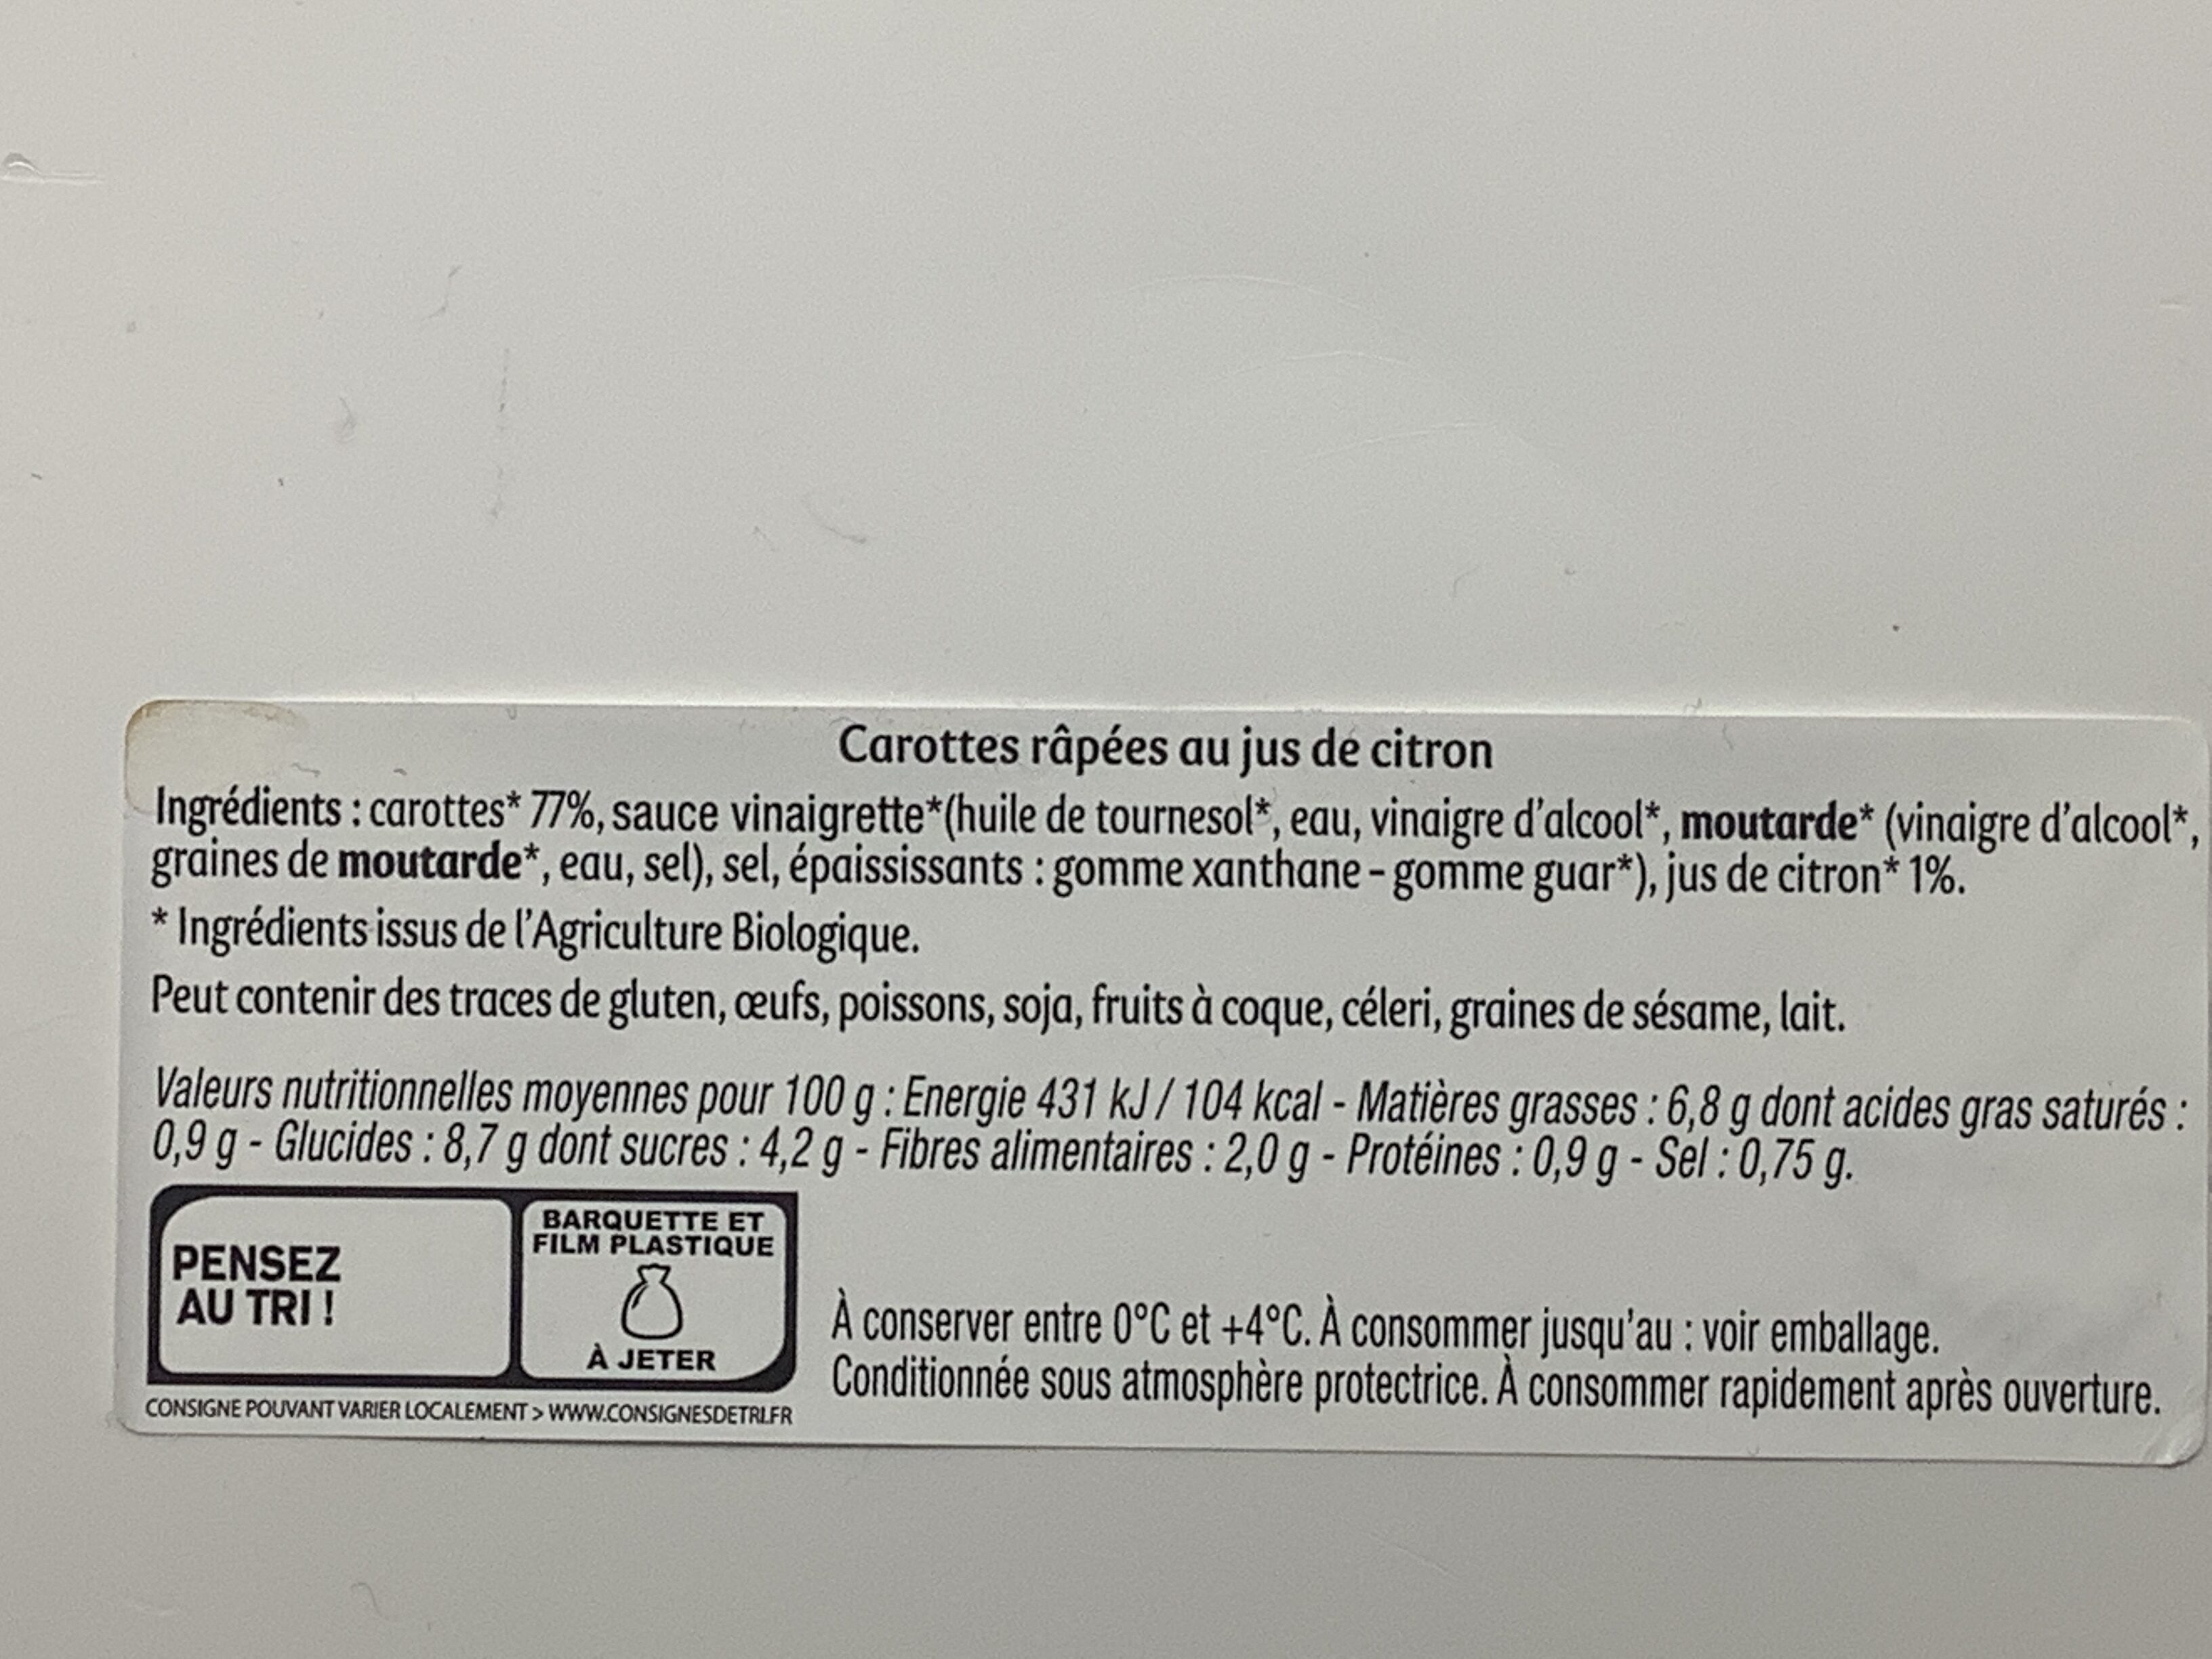 Carottes râpées au jus de citron
Ingrédients : carottes* 77%, sauce vinaigrette*(huile de tournesol*, eau, vinaigre d'alcool*, moutarde* (vinaigre d'alcool*,
graines de moutarde*, eau, sel), sel, épaississants : gomme xanthane - gomme guar*), jus de citron* 1%.
* Ingrédients issus de l'Agriculture Biologique.
Peut contenir des traces de gluten, œufs, poissons, soja, fruits à coque, céleri, graines de sésame, lait.
Valeurs nutritionnelles moyennes pour 100 g : Energie 431 kJ / 104 kcal - Matières grasses : 6,8 g dont acides gras saturés :
0,9 g - Glucides : 8,7 g dont sucres : 4,2 g - Fibres alimentaires : 2,0 g - Protéines : 0,9 g - Sel : 0,75 g.
PENSEZ
AU TRI !
BARQUETTE ET
FILM PLASTIQUE
À JETER
CONSIGNE POUVANT VARIER LOCALEMENT > WWW.CONSIGNESDETRI.FR
À conserver entre 0°C et +4°C. À consommer jusqu'au : voir emballage.
Conditionnée sous atmosphère protectrice. À consommer rapidement après ouverture.